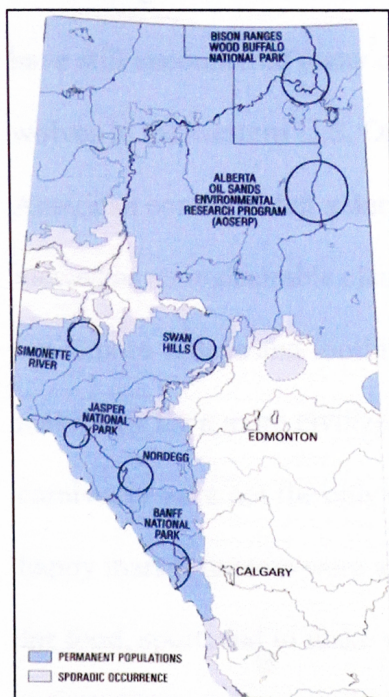 BISON RANGES
WOOD BUFFALO
NATIONAL PARK
ALBERTA
OIL SANDS
ENVIRONMENTAL
RESEARCH PROGRAM
(AOSERP)
SIMONETTE
RIVER
SWAN
HILLS
JASPER
NATIONAL
PARK
EDMONTON
NORDEGG
BANFF
NATIONAL
PARK
CALGARY
PERMANENT POPULATIONS
SPORADIC OCCURRENCE